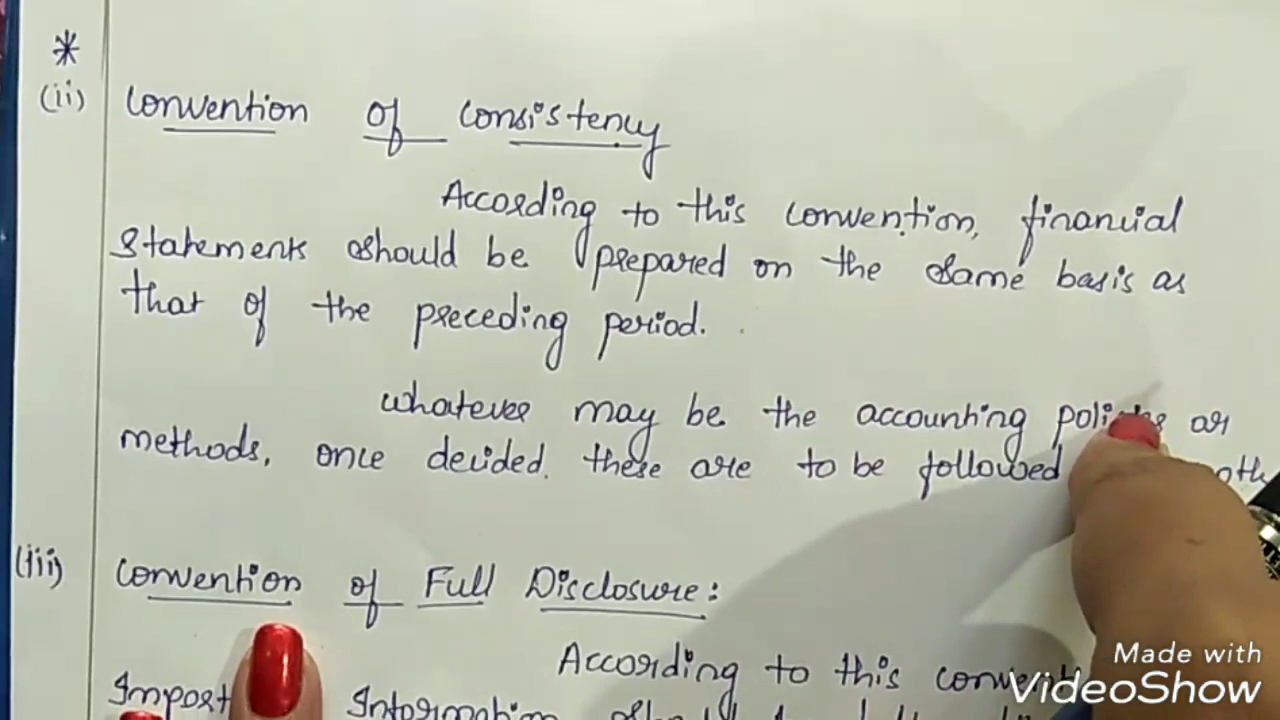 *
(ii) Convention of Consistency
According to this convention, financial
Statements should be prepared on the same basis as
that of the preceding period.
whatever may be the accounting or
methods, once decided. these are to be followed
(iii) Convention of Full Disclosure:
According to this
Information
Made with
VideoShow